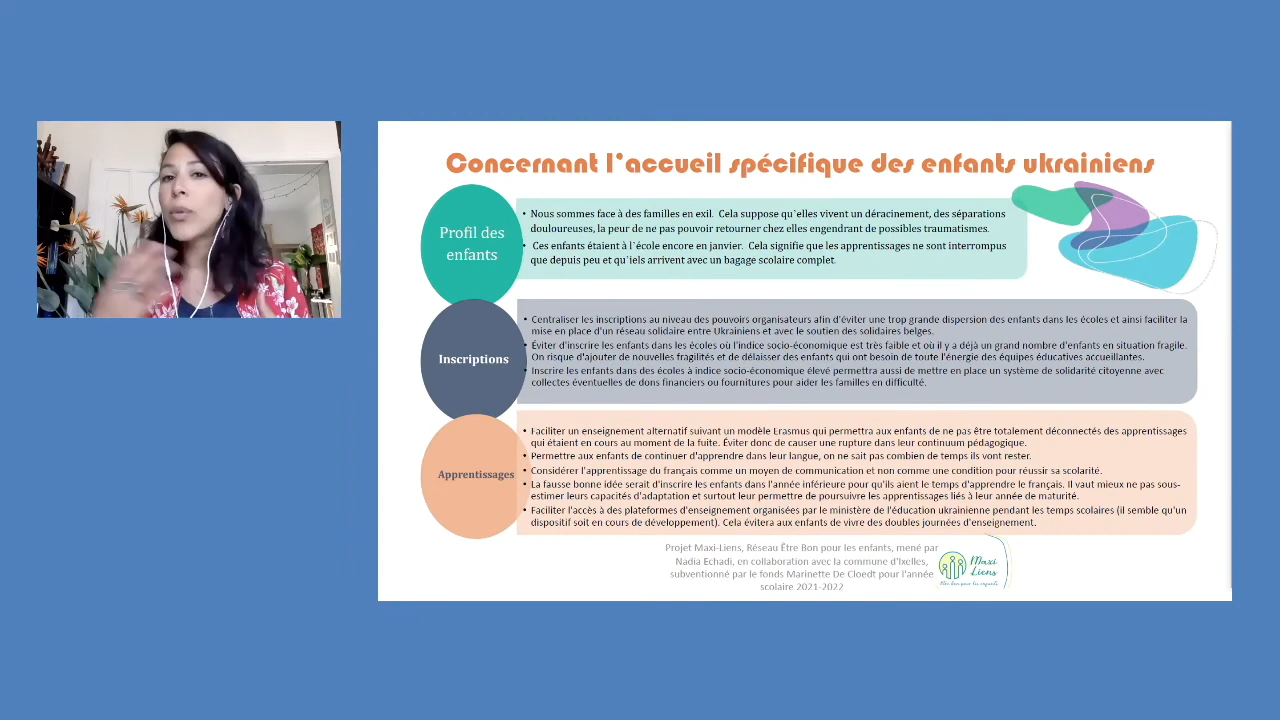 Concernant l'accueil spécifique des enfants ukrainiens
Profil des
enfants
• Nous sommes face à des familles en exil. Cela suppose qu'elles vivent un déracinement, des séparations
douloureuses, la peur de ne pas pouvoir retourner chez elles engendrant de possibles traumatismes.
• Ces enfants étaient à l'école encore en janvier. Cela signifie que les apprentissages ne sont interrompus
que depuis peu et qu'iels arrivent avec un bagage scolaire complet.
Inscriptions
• Centraliser les inscriptions au niveau des pouvoirs organisateurs afin d'éviter une trop grande dispersion des enfants dans les écoles et ainsi faciliter la
mise en place d'un réseau solidaire entre Ukrainiens et avec le soutien des solidaires belges.
• Éviter d'inscrire les enfants dans les écoles où l'indice socio-économique est très faible et où il y a déjà un grand nombre d'enfants en situation fragile.
On risque d'ajouter de nouvelles fragilités et de délaisser des enfants qui ont besoin de toute l'énergie des équipes éducatives accueillantes.
• Inscrire les enfants dans des écoles à indice socio-économique élevé permettra aussi de mettre en place un système de solidarité citoyenne avec
collectes éventuelles de dons financiers ou fournitures pour aider les familles en difficulté.
Apprentissages
• Faciliter un enseignement alternatif suivant un modèle Erasmus qui permettra aux enfants de ne pas être totalement déconnectés des apprentissages
qui étaient en cours au moment de la fuite. Éviter donc de causer une rupture dans leur continuum pédagogique.
• Permettre aux enfants de continuer d'apprendre dans leur langue, on ne sait pas combien de temps ils vont rester.
• Considérer l'apprentissage du français comme un moyen de communication et non comme une condition pour réussir sa scolarité.
• La fausse bonne idée serait d'inscrire les enfants dans l'année inférieure pour qu'ils aient le temps d'apprendre le français. Il vaut mieux ne pas sous-
estimer leurs capacités d'adaptation et surtout leur permettre de poursuivre les apprentissages liés à leur année de maturité.
• Faciliter l'accès à des plateformes d'enseignement organisées par le ministère de l'éducation ukrainienne pendant les temps scolaires (il semble qu'un
dispositif soit en cours de développement). Cela évitera aux enfants de vivre des doubles journées d'enseignement.
Projet Maxi-Liens, Réseau Être Bon pour les enfants, mené par
Nadia Echadi, en collaboration avec la commune d'Ixelles,
subventionné par le fonds Marinette De Cloedt pour l'année
scolaire 2021-2022
Maxi
Liens
être bon pour les enfants